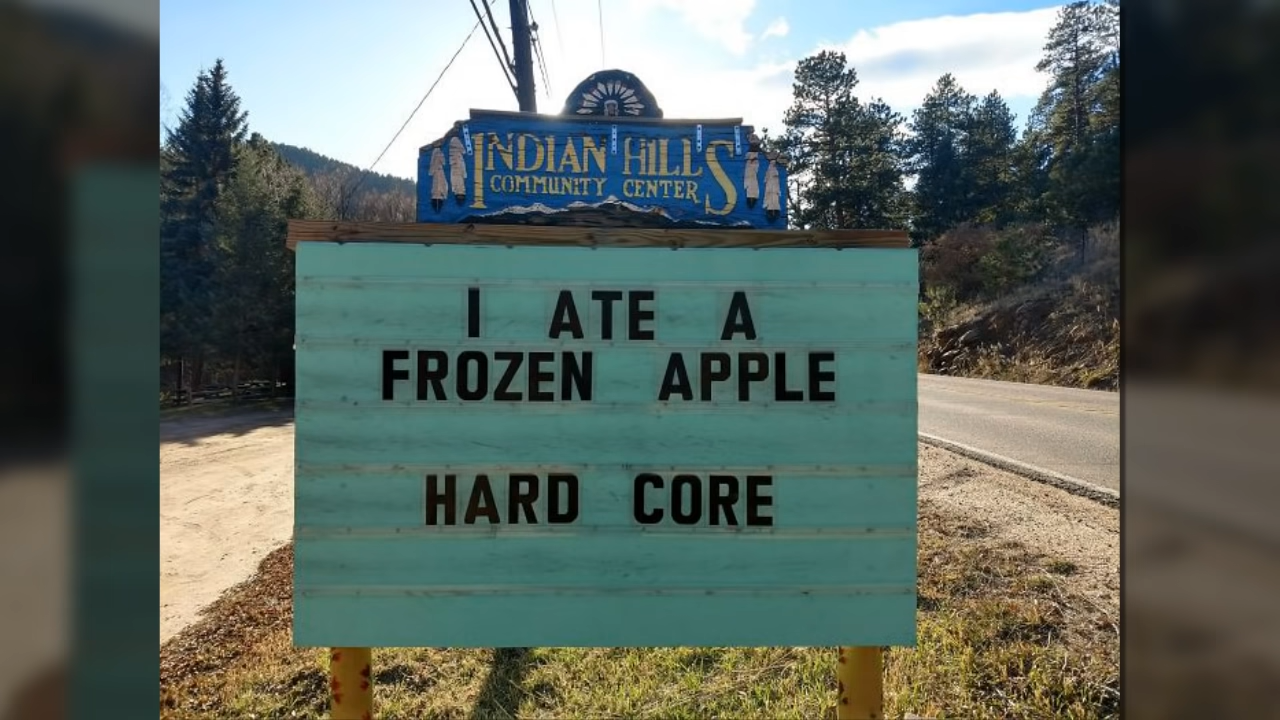 INDIAN HILLS
COMMUNITY CENTER
I ATE A
FROZEN APPLE
HARD CORE